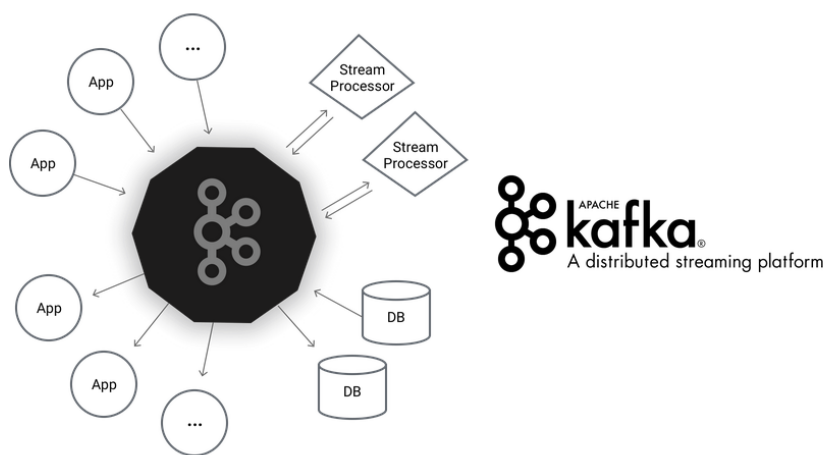 ...
App
App
Stream
Processor
Stream
Processor
APACHE
kafka®
A distributed streaming platform
App
App
...
DB
DB